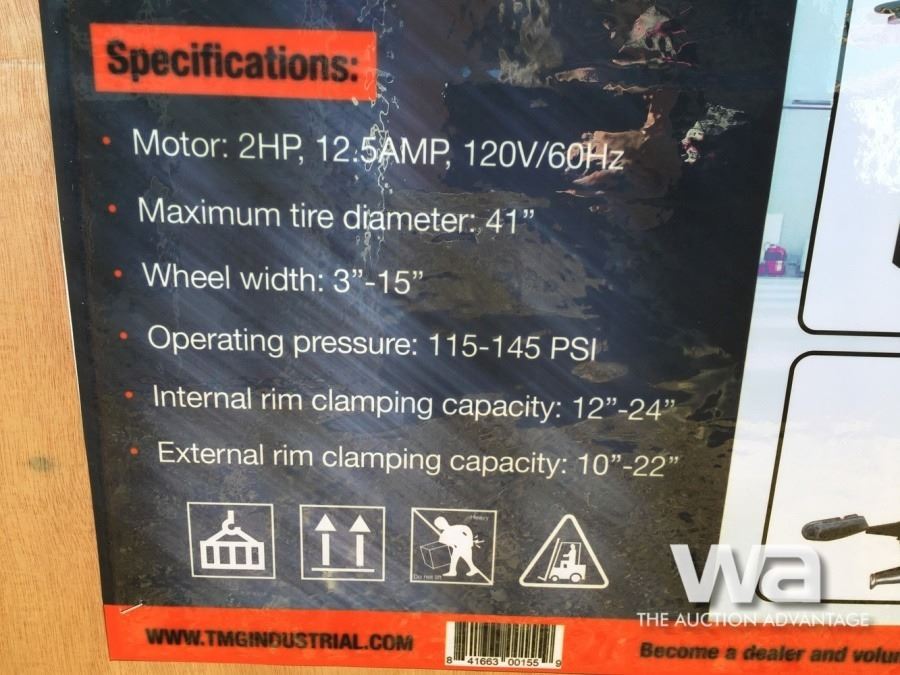 Specifications:
• Motor: 2HP, 12.5AMP, 120V/60Hz
• Maximum tire diameter: 41”
• Wheel width: 3”-15”
• Operating pressure: 115-145 PSI
• Internal rim clamping capacity: 12”-24”
• External rim clamping capacity: 10”-22”
Heavy
Do not lift
wa
THE AUCTION ADVANTAGE
WWW.TMGINDUSTRIAL.COM
8 41663 00155 9
Become a dealer and volu